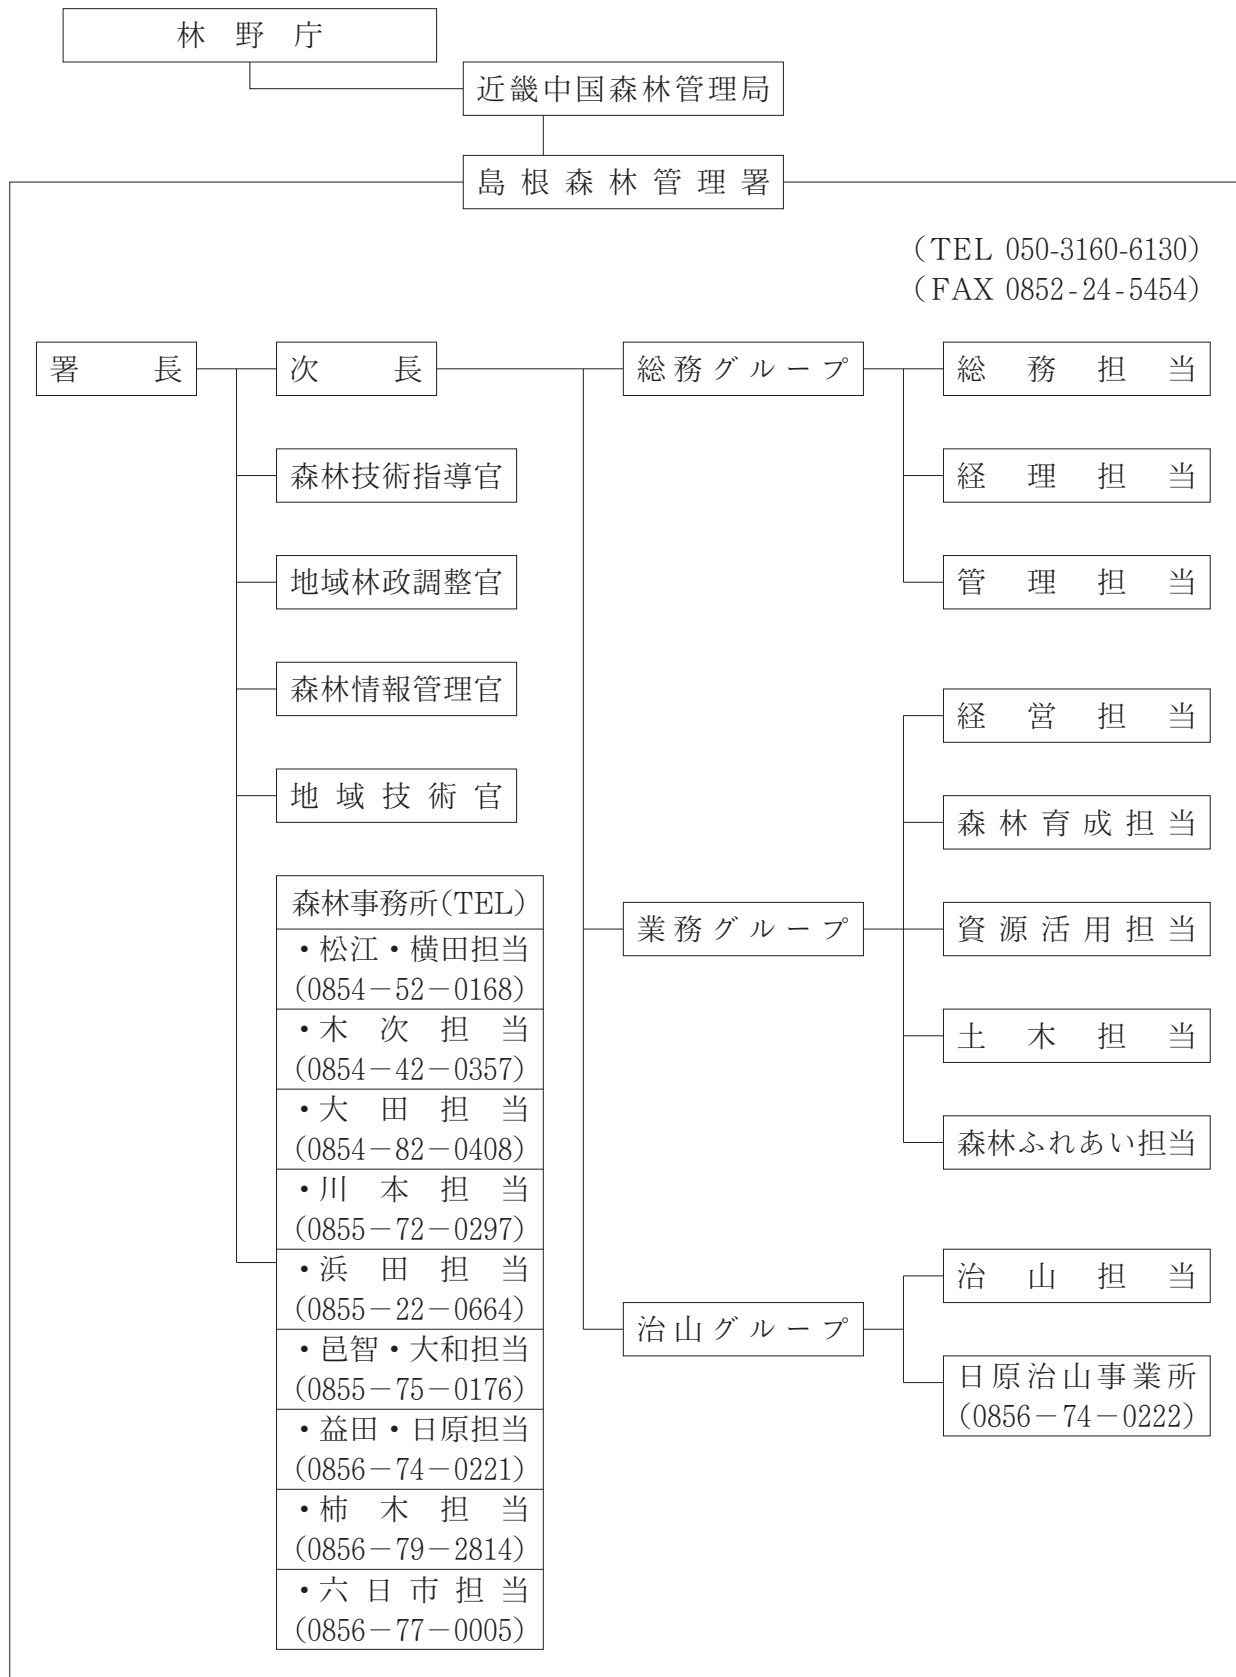 林野庁
近畿中国森林管理局
島根森林管理署
（TEL 050-3160-6130）
（FAX 0852-24-5454）
署長
次長
森林技術指導官
地域林政調整官
森林情報管理官
地域技術官
森林事務所（TEL）
・松江・横田担当
（0854－52－0168）
・木次担当
（0854－42－0357）
・大田担当
（0854－82－0408）
・川本担当
（0855－72－0297）
・浜田担当
（0855－22－0664）
・邑智・大和担当
（0855－75－0176）
・益田・日原担当
（0856－74－0221）
・柿木担当
（0856－79－2814）
・六日市担当
（0856－77－0005）
総務グループ
総務担当
経理担当
管理担当
業務グループ
経営担当
森林育成担当
資源活用担当
土木担当
森林ふれあい担当
治山グループ
治山担当
日原治山事業所
（0856－74－0222）